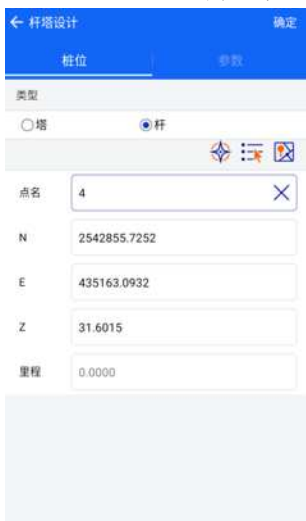 杆塔设计 确定
桩位 参数
类型
塔 杆
点名 4
N 2542855.7252
E 435163.0932
Z 31.6015
里程 0.0000